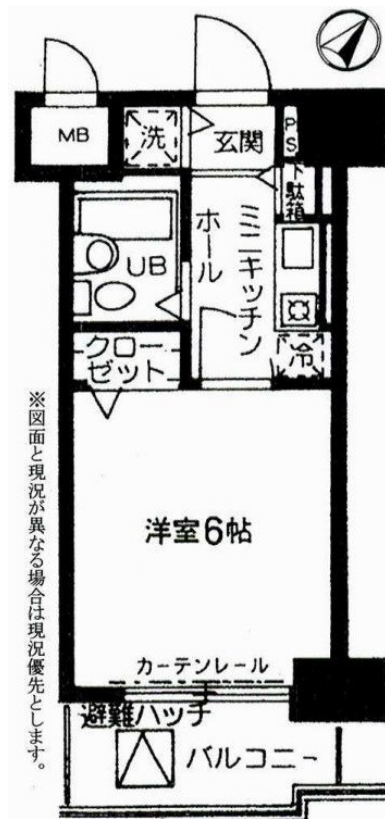 MB
洗
玄関
PS
下駄箱
UB
ホール
ミニキッチン
クロー
ゼット
冷
洋室6帖
カーテンレール
避難ハッチ
バルコニー
※図面と現況が異なる場合は現況優先とします。